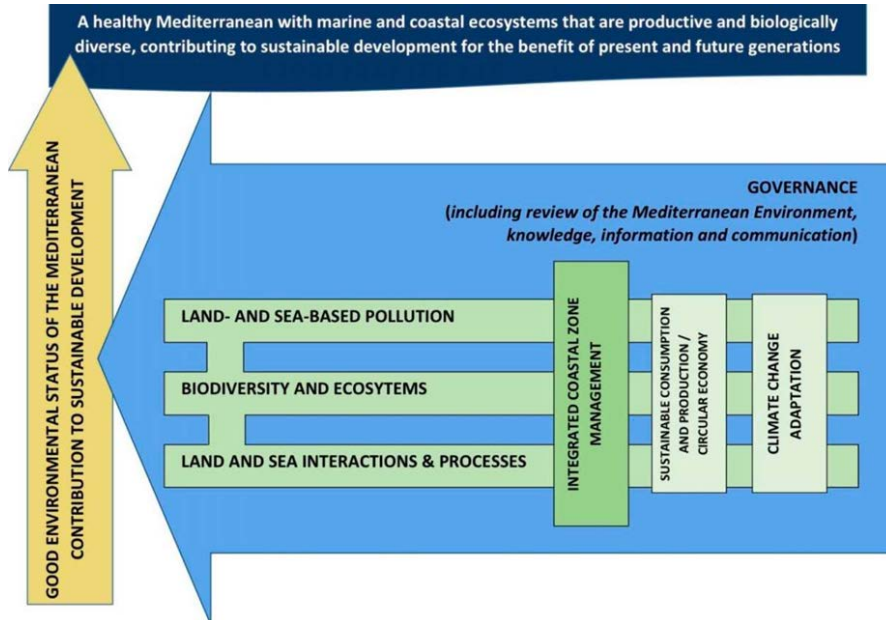 A healthy Mediterranean with marine and coastal ecosystems that are productive and biologically
diverse, contributing to sustainable development for the benefit of present and future generations
GOOD ENVIRONMENTAL STATUS OF THE MEDITERRANEAN
CONTRIBUTION TO SUSTAINABLE DEVELOPMENT
GOVERNANCE
(including review of the Mediterranean Environment,
knowledge, information and communication)
LAND- AND SEA-BASED POLLUTION
BIODIVERSITY AND ECOSYTEMS
LAND AND SEA INTERACTIONS & PROCESSES
INTEGRATED COASTAL ZONE
MANAGEMENT
SUSTAINABLE CONSUMPTION
AND PRODUCTION /
CIRCULAR ECONOMY
CLIMATE CHANGE
ADAPTATION